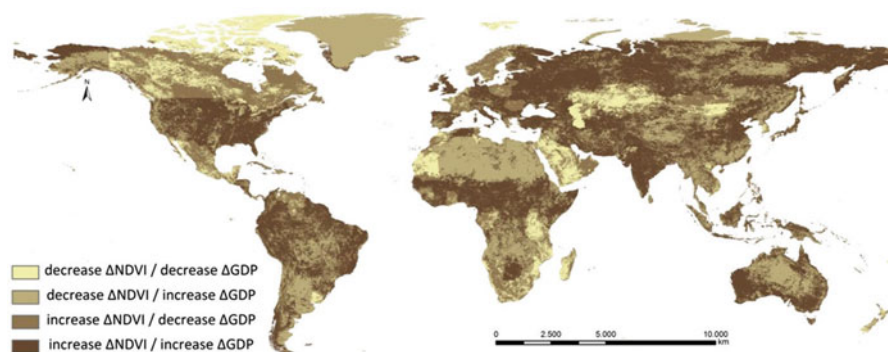 N
decrease ΔNDVI / decrease ΔGDP
decrease ΔNDVI / increase ΔGDP
increase ΔNDVI / decrease ΔGDP
increase ΔNDVI / increase ΔGDP
0 2.500 5.000 10.000
km